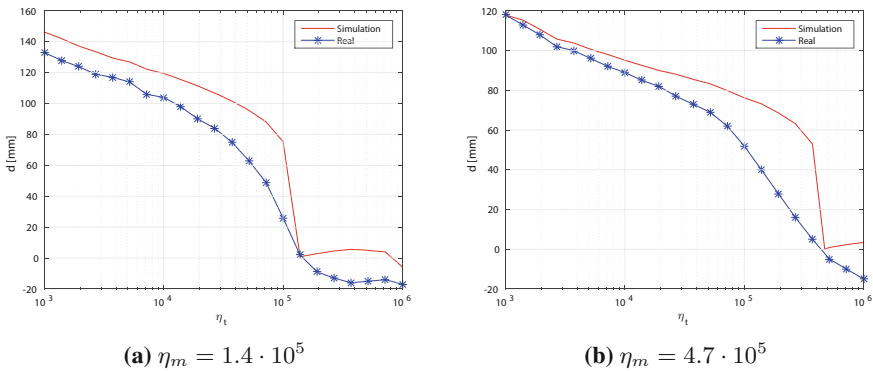 160
140
120
100
80
60
40
20
0
-20
d [mm]
10^3
10^4
10^5
10^6
η_t
Simulation
Real
(a) η_m = 1.4 · 10^5
120
100
80
60
40
20
0
-20
d [mm]
10^3
10^4
10^5
10^6
η_t
Simulation
Real
(b) η_m = 4.7 · 10^5